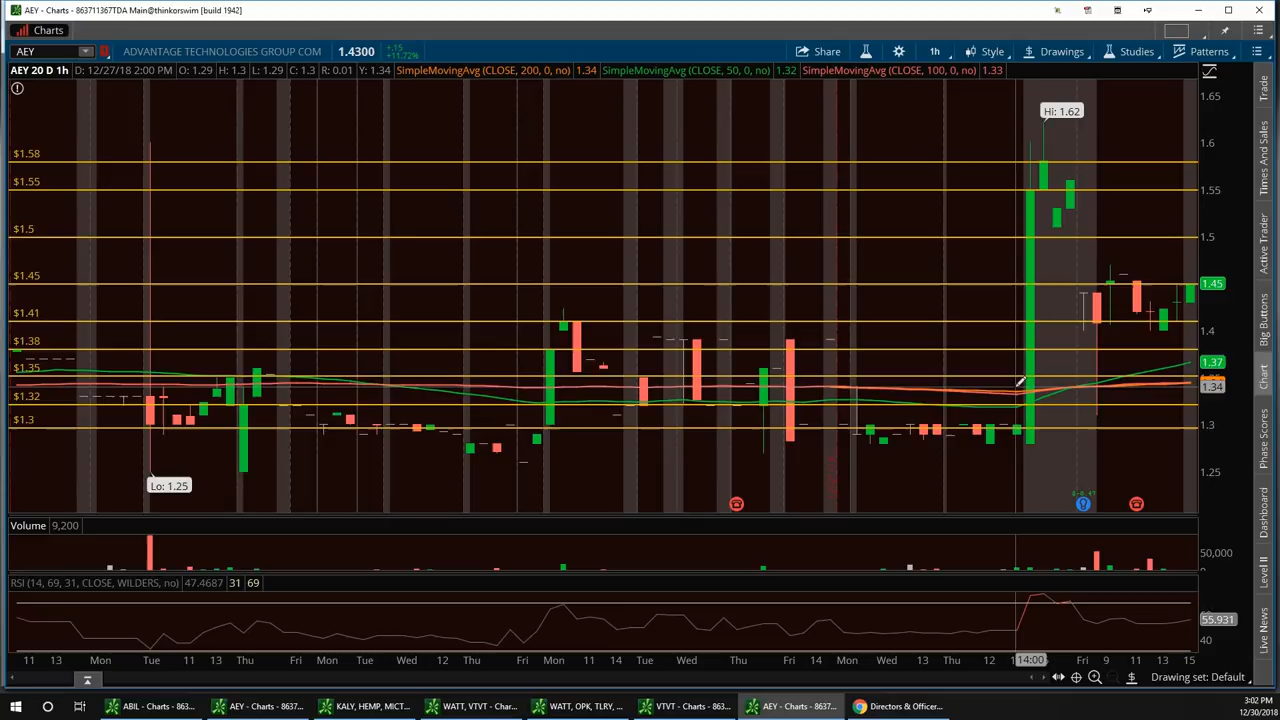 AEY - Charts - 863711367TDA Main@thinkorswim [build 1942]
Charts
AEY ADVANTAGE TECHNOLOGIES GROUP COM 1.4300 +.15 +11.72% Share 1h Style $ Drawings Studies Patterns
AEY 20 D 1h D: 12/27/18 2:00 PM O: 1.29 H: 1.3 L: 1.29 C: 1.3 R: 0.01 Y: 1.34 SimpleMovingAvg (CLOSE, 200, 0, no) 1.34 SimpleMovingAvg (CLOSE, 50, 0, no) 1.32 SimpleMovingAvg (CLOSE, 100, 0, no) 1.33
1.65
Hi: 1.62
1.6
$1.58
$1.55 1.55
$1.5 1.5
$1.45 1.45
$1.41
1.4
$1.38
1.37
$1.35
1.34
$1.32
$1.3 1.3
1.25
Lo: 1.25
Volume 9,200
50,000
RSI (14, 69, 31, CLOSE, WILDERS, no) 47.4687 31 69
55.931
40
11 13 Mon Tue 11 13 Thu Fri Mon Wed Thu Fri Mon 14 Tue Wed Thu Fri 14 Mon Wed Thu 12 14:00 Fri 9 11 13 15
$ Drawing set: Default
Trade
Times And Sales
Active Trader
Big Buttons
Chart
Phase Scores
Dashboard
Level II
Live News
ABIL - Charts - 863... AEY - Charts - 8637... KALY, HEMP, MICT... WATT, VTVT - Char... WATT, OPK, TLRY, ... VTVT - Charts - 863... AEY - Charts - 8637... Directors & Officer...
3:02 PM
12/30/2018